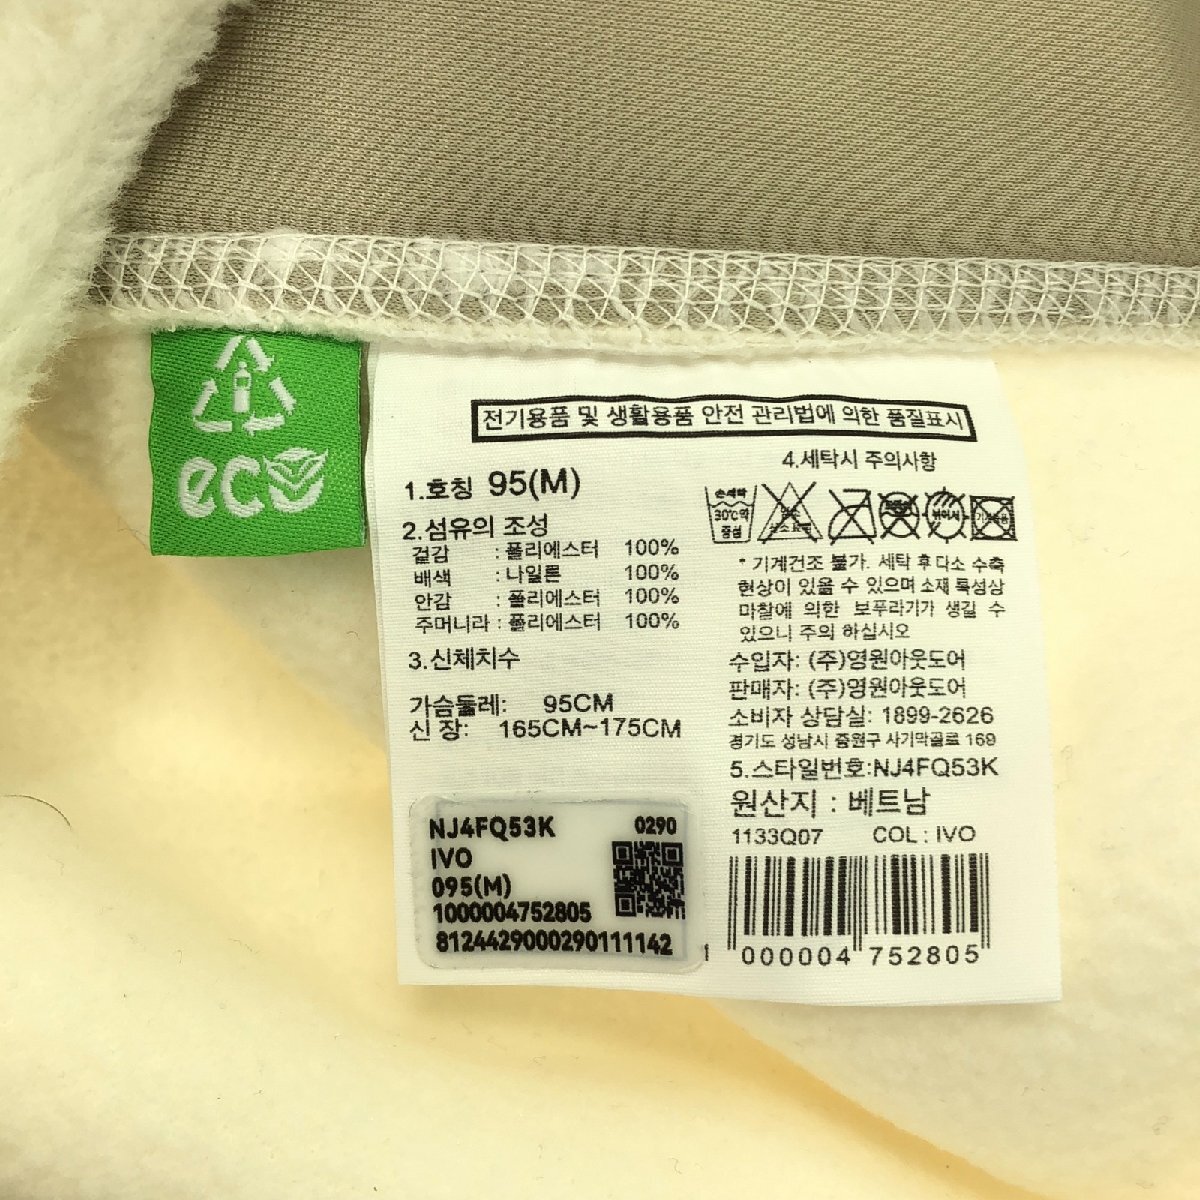 eco
전기용품 및 생활용품 안전 관리법에 의한 품질표시
1.호칭 95(M)
2.섬유의 조성
겉감 : 폴리에스터 100%
배색 : 나일론 100%
안감 : 폴리에스터 100%
주머니라 : 폴리에스터 100%
3.신체치수
가슴둘레: 95CM
신 장: 165CM~175CM
NJ4FQ53K 0290
IVO
095(M)
1000004752805
8124429000290111142
4.세탁시 주의사항
손세탁
30℃약
중성
* 기계건조 불가. 세탁 후 다소 수축
현상이 있을 수 있으며 소재 특성상
마찰에 의한 보푸라기가 생길 수
있으니 주의 하십시오
수입자: (주)영원아웃도어
판매자: (주)영원아웃도어
소비자 상담실: 1899-2626
경기도 성남시 중원구 사기막골로 169
5.스타일번호:NJ4FQ53K
원산지 : 베트남
1133Q07 COL : IVO
1 000004 752805